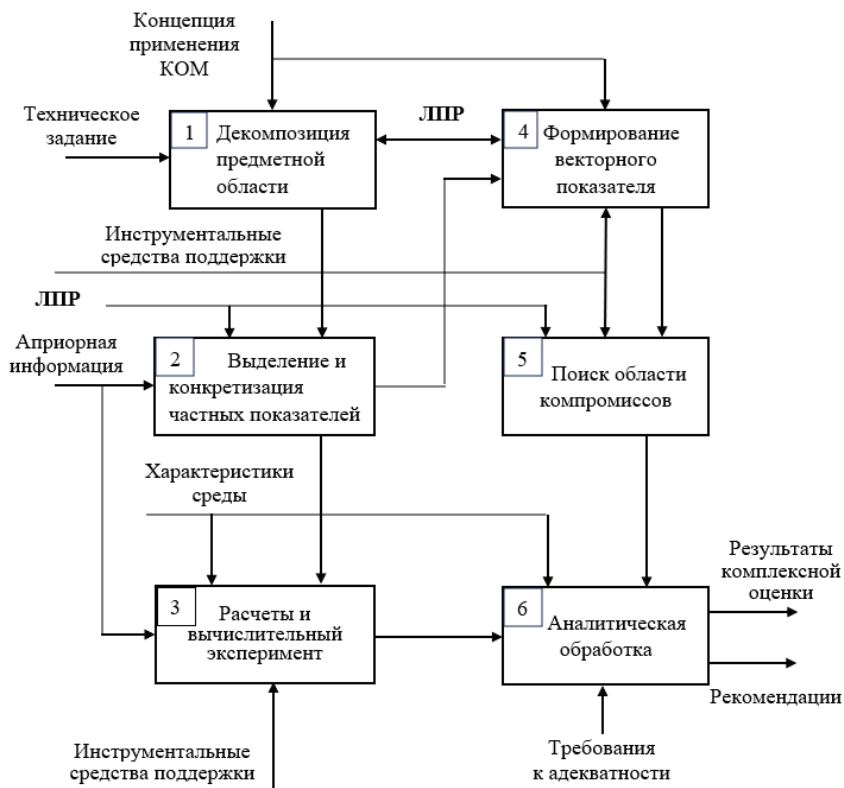 Концепция
применения
КОМ
Техническое
задание
1 Декомпозиция
предметной
области
ЛПР
4 Формирование
векторного
показателя
Инструментальные
средства поддержки
ЛПР
Априорная
информация
2 Выделение и
конкретизация
частных показателей
5 Поиск области
компромиссов
Характеристики
среды
3 Расчеты и
вычислительный
эксперимент
6 Аналитическая
обработка
Результаты
комплексной
оценки
Рекомендации
Инструментальные
средства поддержки
Требования
к адекватности